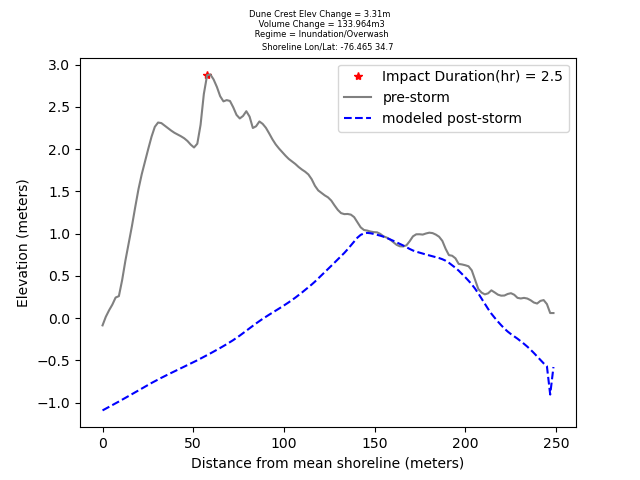 Dune Crest Elev Change = 3.31m
Volume Change = 133.964m3
Regime = Inundation/Overwash
Shoreline Lon/Lat: -76.465 34.7
Impact Duration(hr) = 2.5
pre-storm
modeled post-storm
3.0
2.5
2.0
1.5
1.0
0.5
0.0
−0.5
−1.0
Elevation (meters)
0 50 100 150 200 250
Distance from mean shoreline (meters)